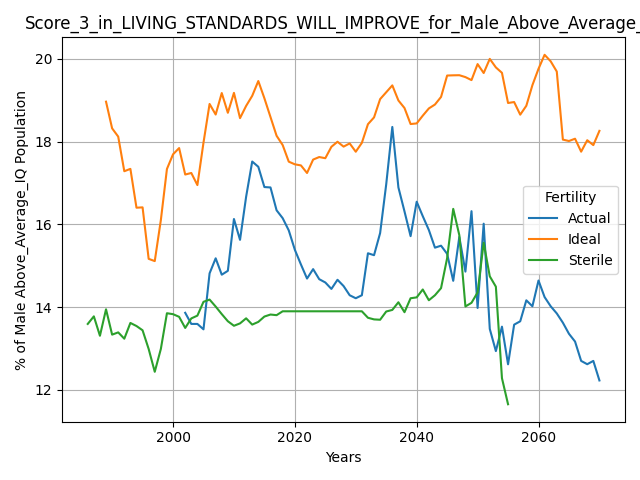 Score_3_in_LIVING_STANDARDS_WILL_IMPROVE_for_Male_Above_Average_
% of Male Above_Average_IQ Population
20
18
16
14
12
Fertility
Actual
Ideal
Sterile
2000
2020
2040
2060
Years